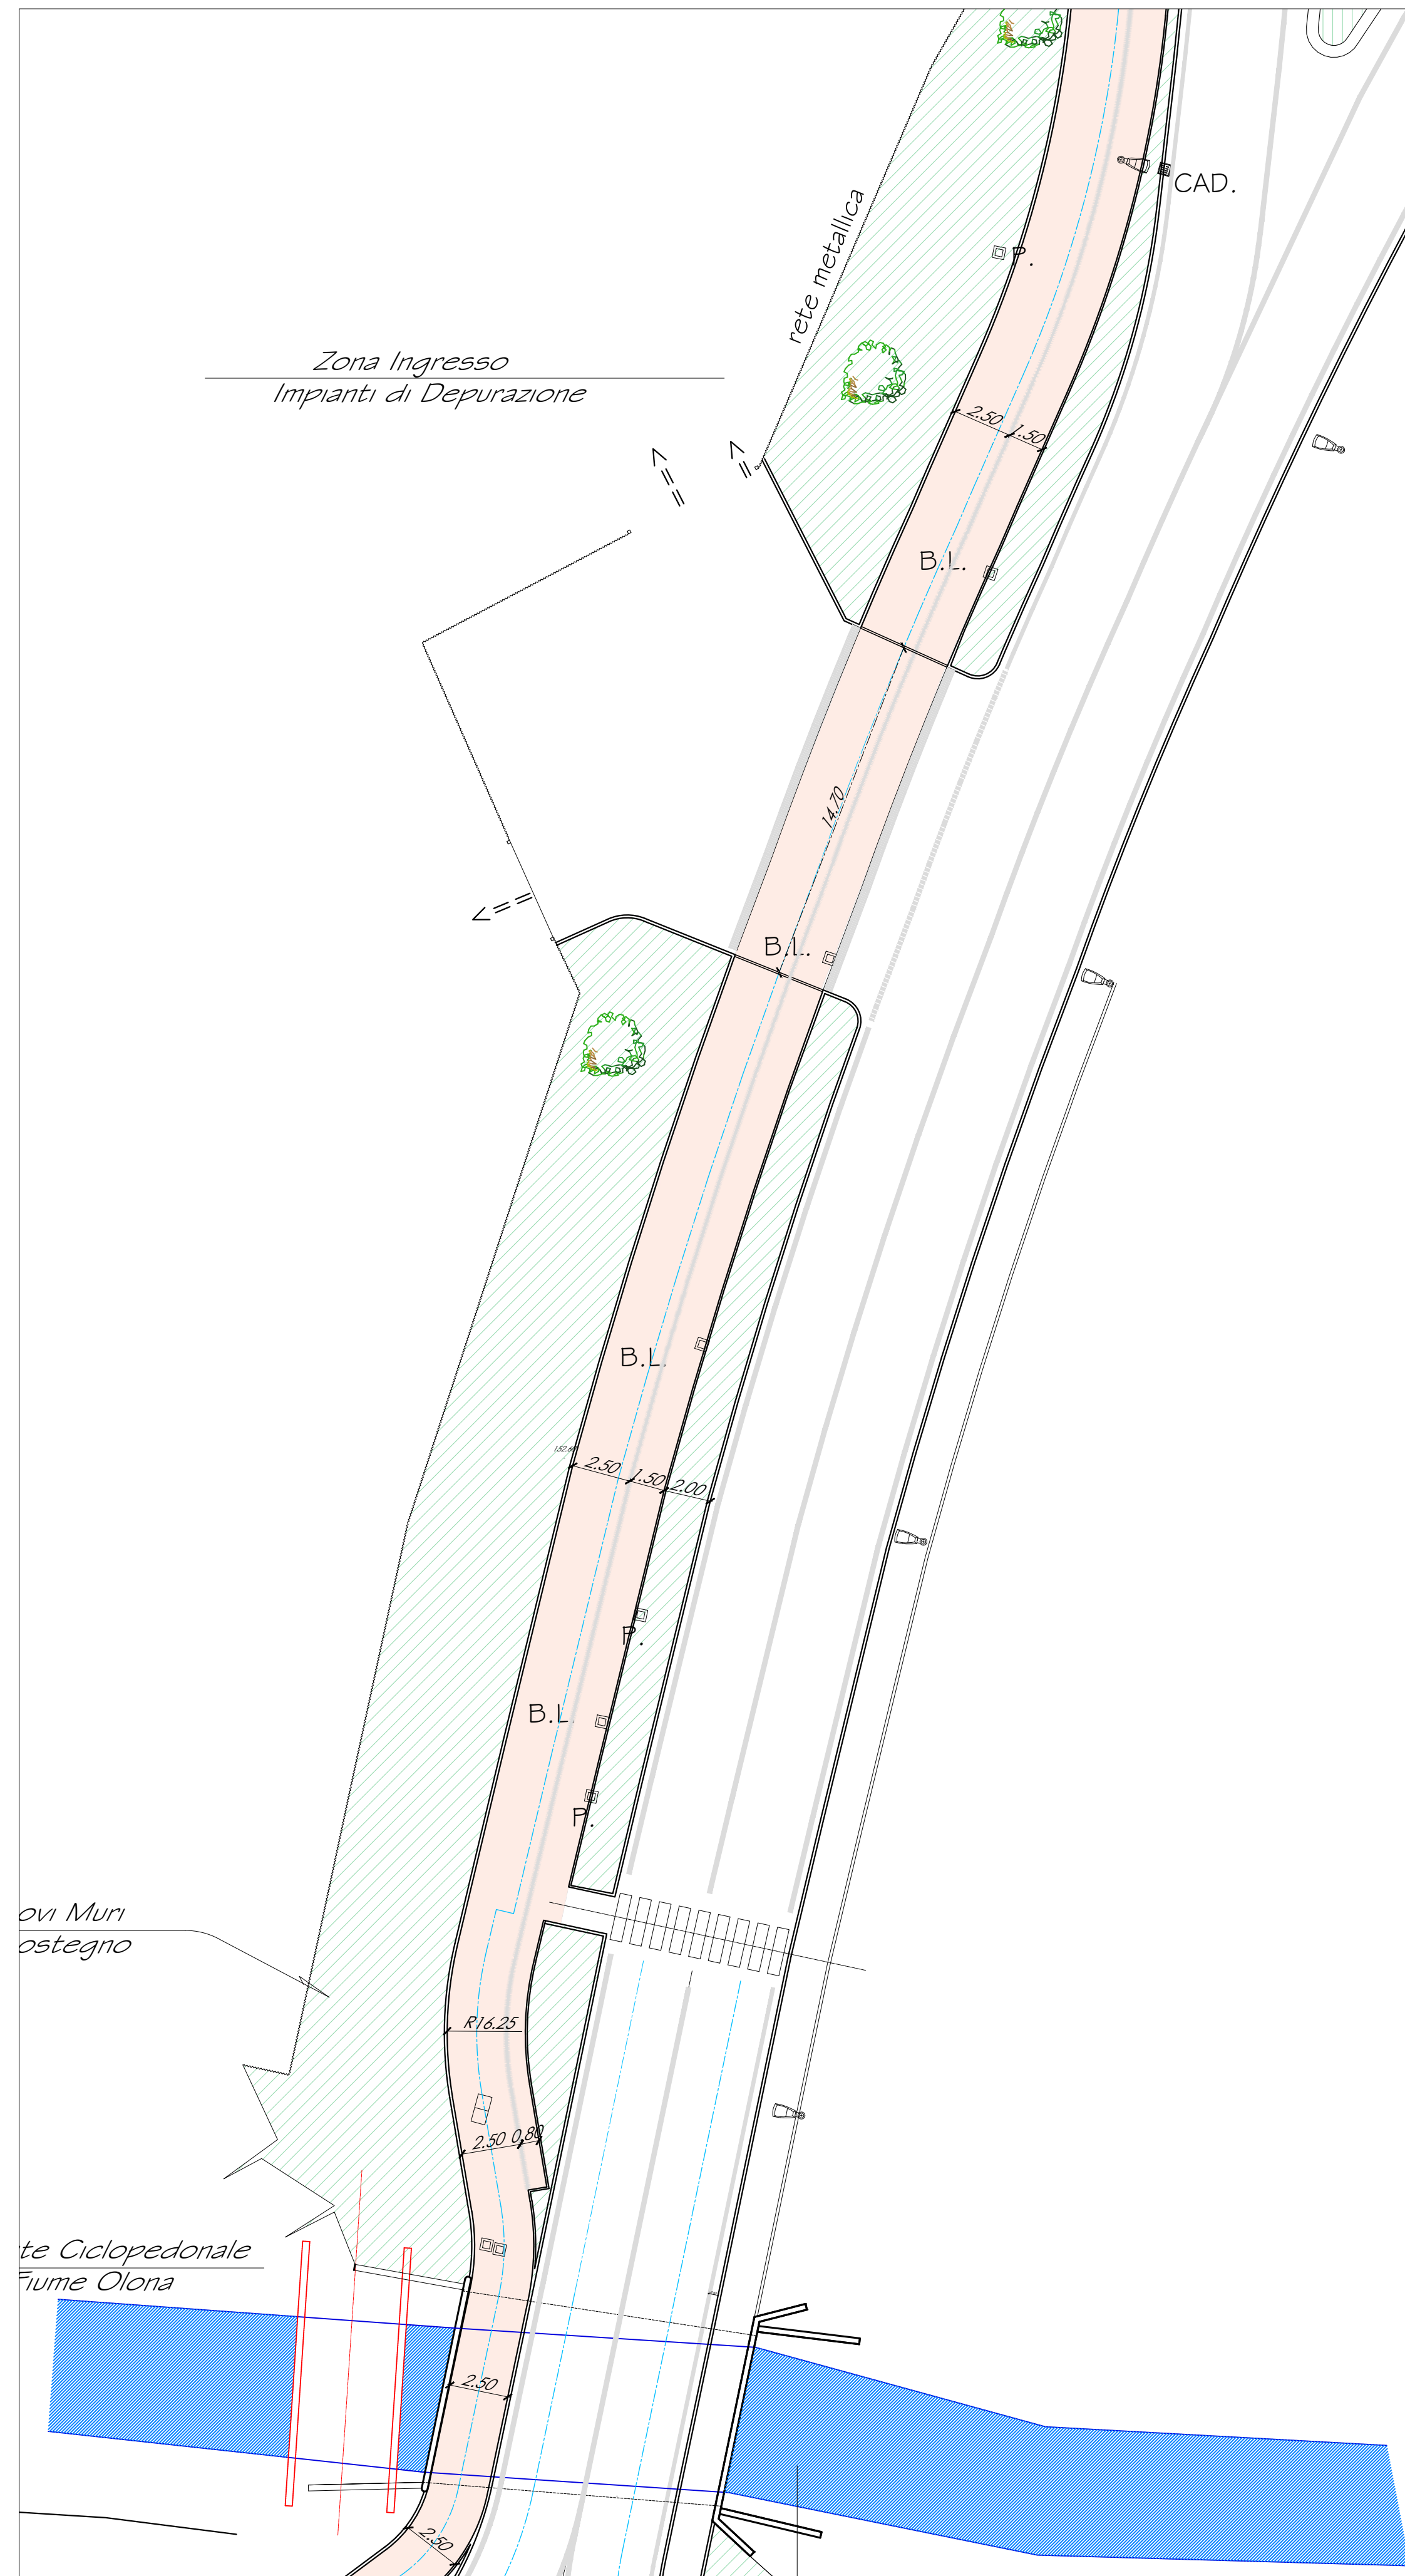 CAD.
P.
rete metallica
Zona Ingresso
Impianti di Depurazione
2.50
1.50
B.L.
14.70
B.L.
B.L.
2.50
1.50
2.00
P.
B.L.
P.
ovi Muri
ostegno
R16.25
2.50
0.80
te Ciclopedonale
Fiume Olona
2.50
2.50